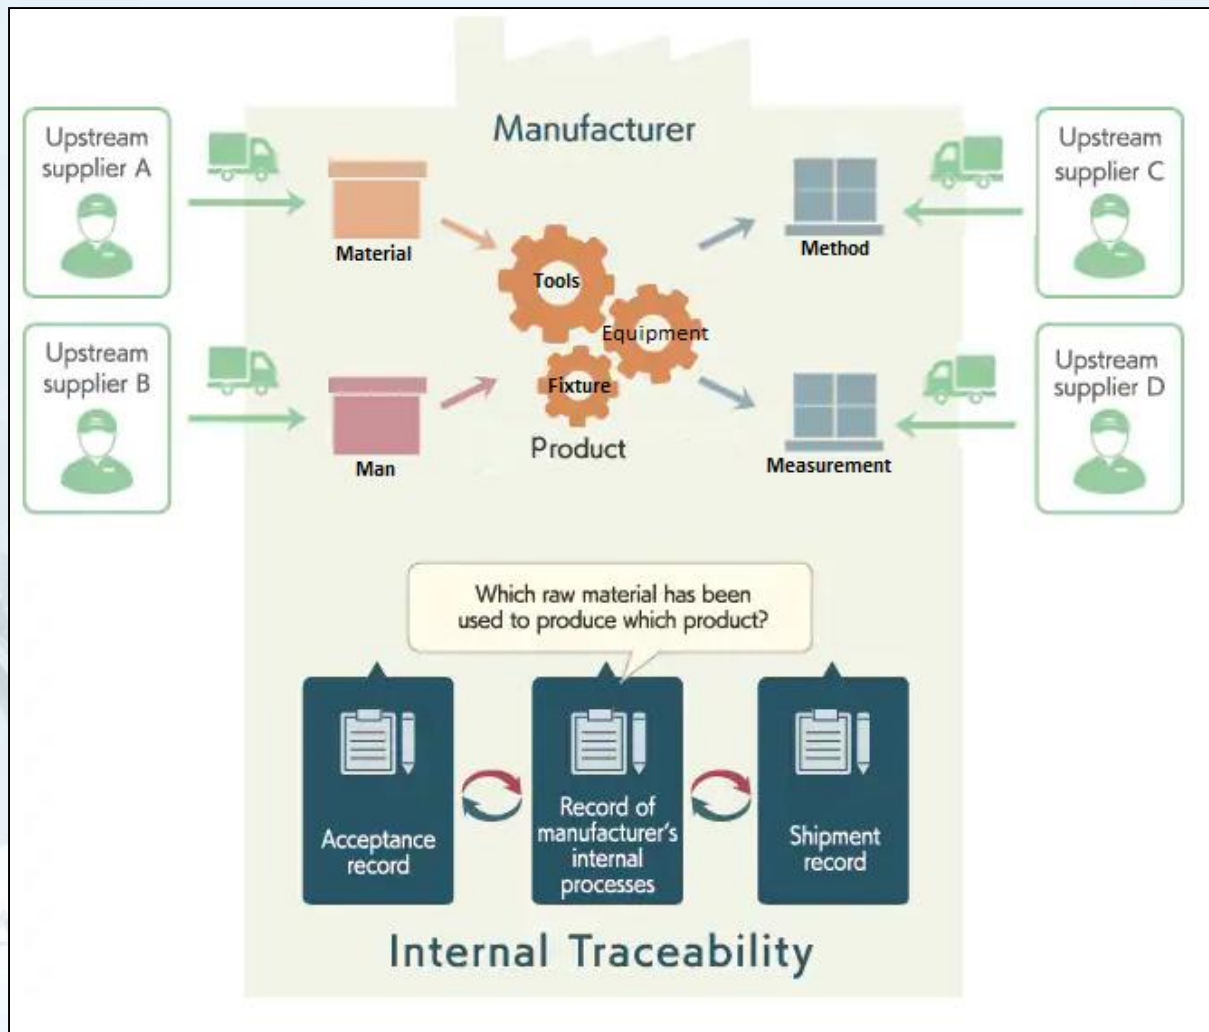 Manufacturer
Upstream
supplier A
Material
Upstream
supplier B
Man
Tools
Equipment
Fixture
Product
Method
Upstream
supplier C
Measurement
Upstream
supplier D
Which raw material has been
used to produce which product?
Acceptance
record
Record of
manufacturer's
internal
processes
Shipment
record
Internal Traceability